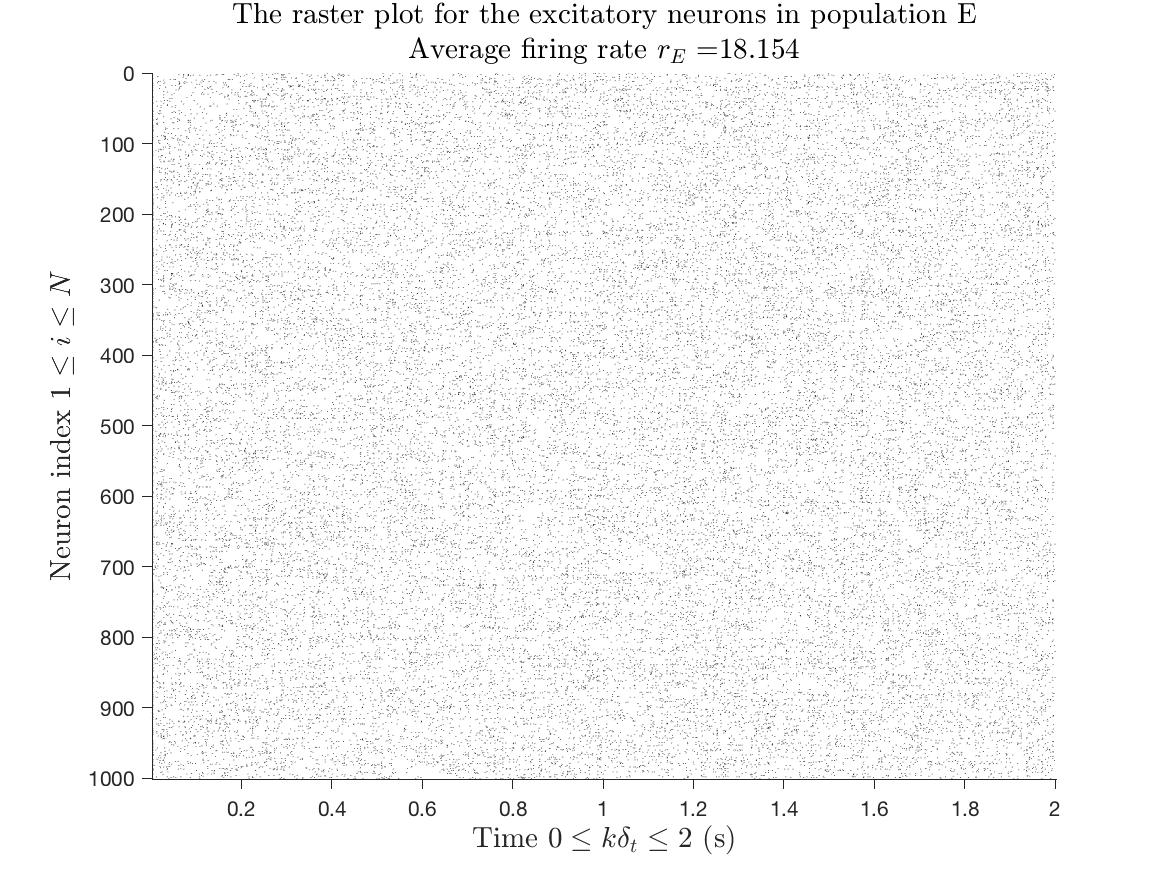 The raster plot for the excitatory neurons in population E
Average firing rate r_E =18.154
0
100
200
300
400
500
600
700
800
900
1000
Neuron index 1 ≤ i ≤ N
0.2 0.4 0.6 0.8 1 1.2 1.4 1.6 1.8 2
Time 0 ≤ kδ_t ≤ 2 (s)